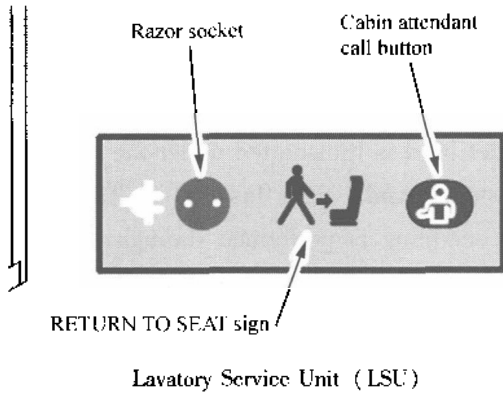 Razor socket
Cabin attendant
call button
RETURN TO SEAT sign
Lavatory Service Unit (LSU)